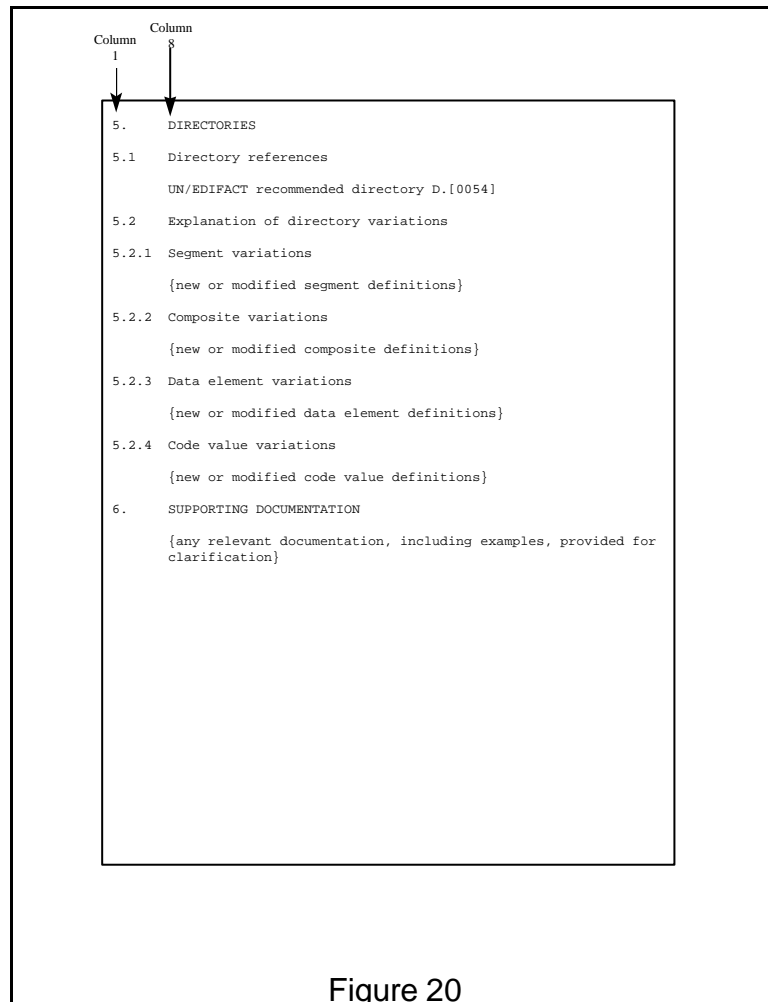 Column
1
Column
8
5. DIRECTORIES
5.1 Directory references
UN/EDIFACT recommended directory D.[0054]
5.2 Explanation of directory variations
5.2.1 Segment variations
{new or modified segment definitions}
5.2.2 Composite variations
{new or modified composite definitions}
5.2.3 Data element variations
{new or modified data element definitions}
5.2.4 Code value variations
{new or modified code value definitions}
6. SUPPORTING DOCUMENTATION
{any relevant documentation, including examples, provided for
clarification}
Figure 20